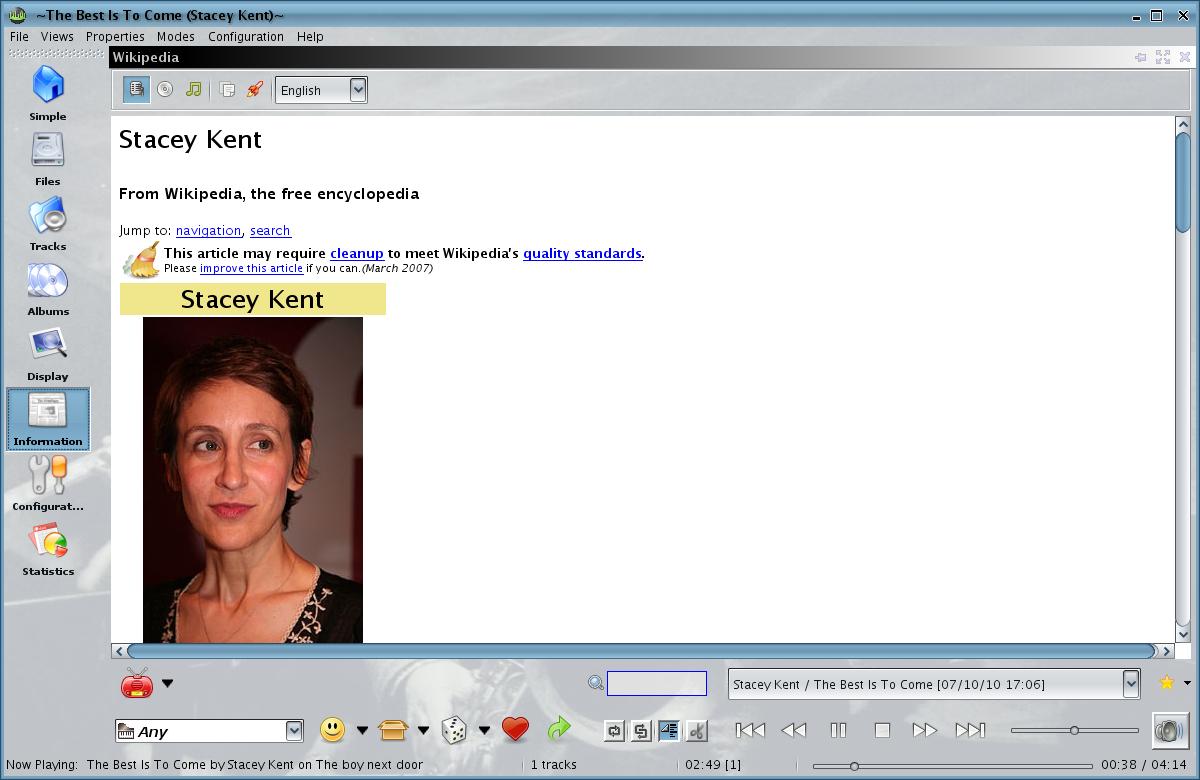 ~The Best Is To Come (Stacey Kent)~
File Views Properties Modes Configuration Help
Wikipedia
English
Simple
Files
Tracks
Albums
Display
Information
Configurat...
Statistics
Stacey Kent
From Wikipedia, the free encyclopedia
Jump to: navigation, search
This article may require cleanup to meet Wikipedia's quality standards.
Please improve this article if you can.(March 2007)
Stacey Kent
Stacey Kent / The Best Is To Come [07/10/10 17:06]
Any
Now Playing: The Best Is To Come by Stacey Kent on The boy next door 1 tracks 02:49 [1] 00:38 / 04:14